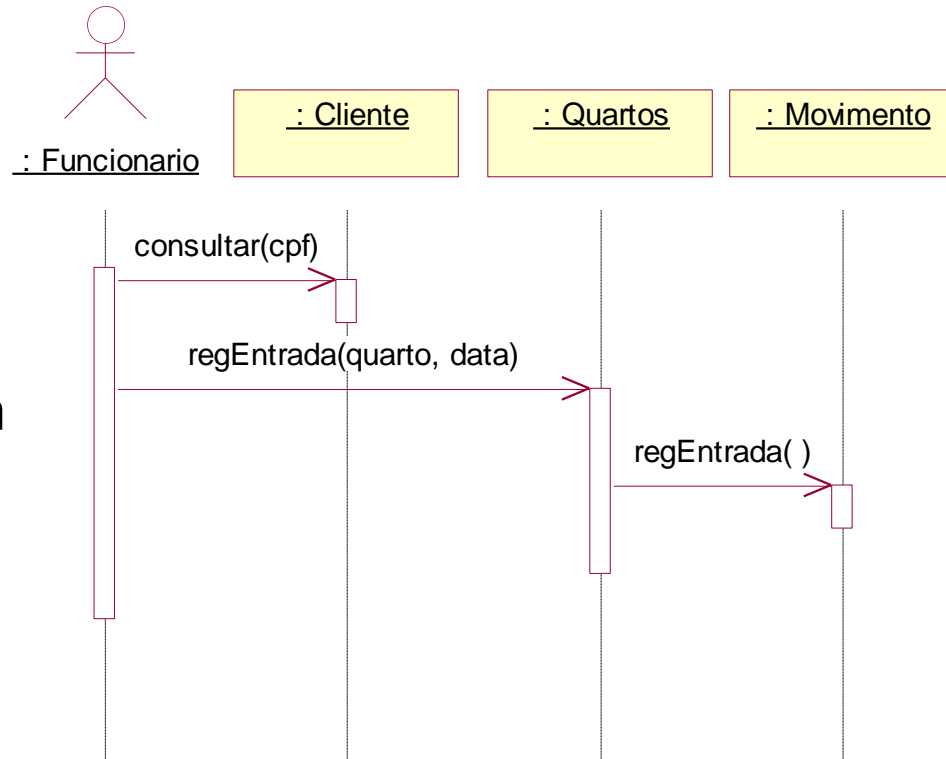 : Cliente
: Quartos
: Movimento
: Funcionario
consultar(cpf)
regEntrada(quarto, data)
regEntrada( )